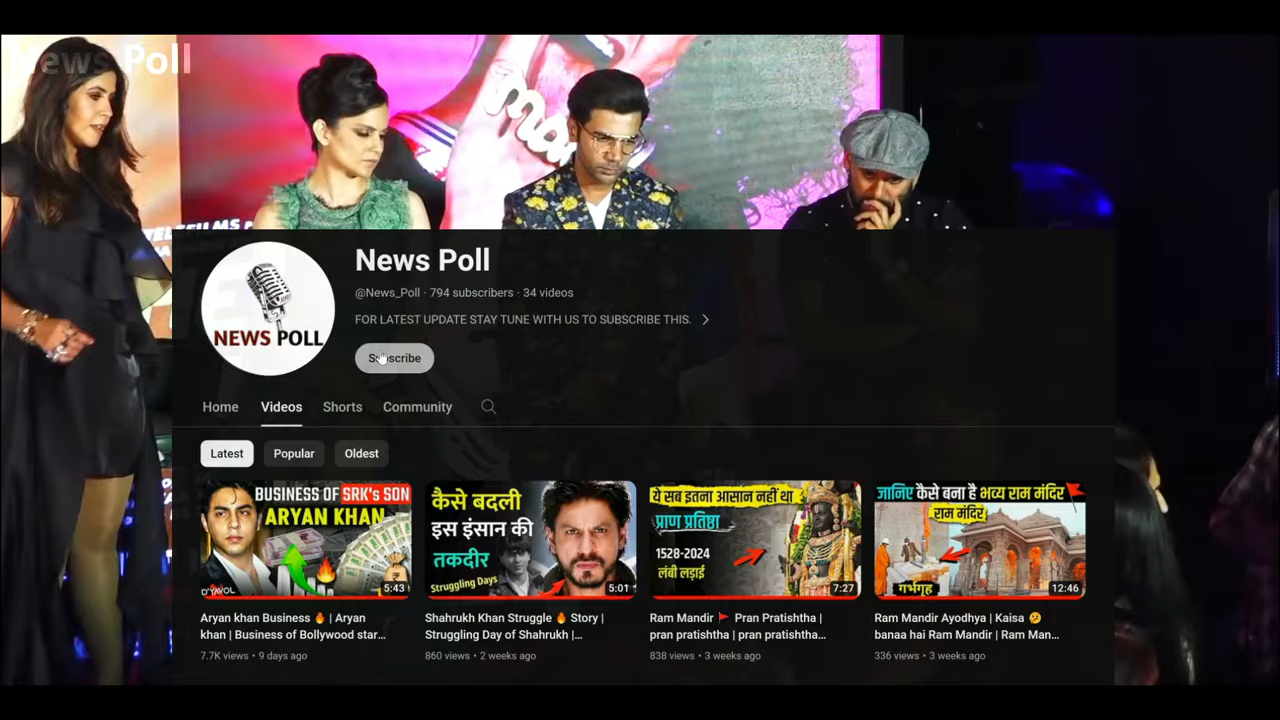 News Poll
News Poll
@News_Poll · 794 subscribers · 34 videos
FOR LATEST UPDATE STAY TUNE WITH US TO SUBSCRIBE THIS.
NEWS POLL
Subscribe
Home Videos Shorts Community
Latest Popular Oldest
BUSINESS OF SRK's SON
ARYAN KHAN
D'YAVOL
5:43
कैसे बदली
इस इंसान की
तकदीर
Struggling Days
5:01
ये सब इतना आसान नहीं था
प्राण प्रतिष्ठा
1528-2024
लंबी लड़ाई
7:27
जानिए कैसे बना है भव्य राम मंदिर
राम मंदिर
गर्भगृह
12:46
Aryan khan Business 🔥 | Aryan
khan | Business of Bollywood star...
7.7K views • 9 days ago
Shahrukh Khan Struggle 🔥 Story |
Struggling Day of Shahrukh |...
860 views • 2 weeks ago
Ram Mandir 🚩 Pran Pratishtha |
pran pratishtha | pran pratishtha...
838 views • 3 weeks ago
Ram Mandir Ayodhya | Kaisa 🤔
banaa hai Ram Mandir | Ram Man...
336 views • 3 weeks ago